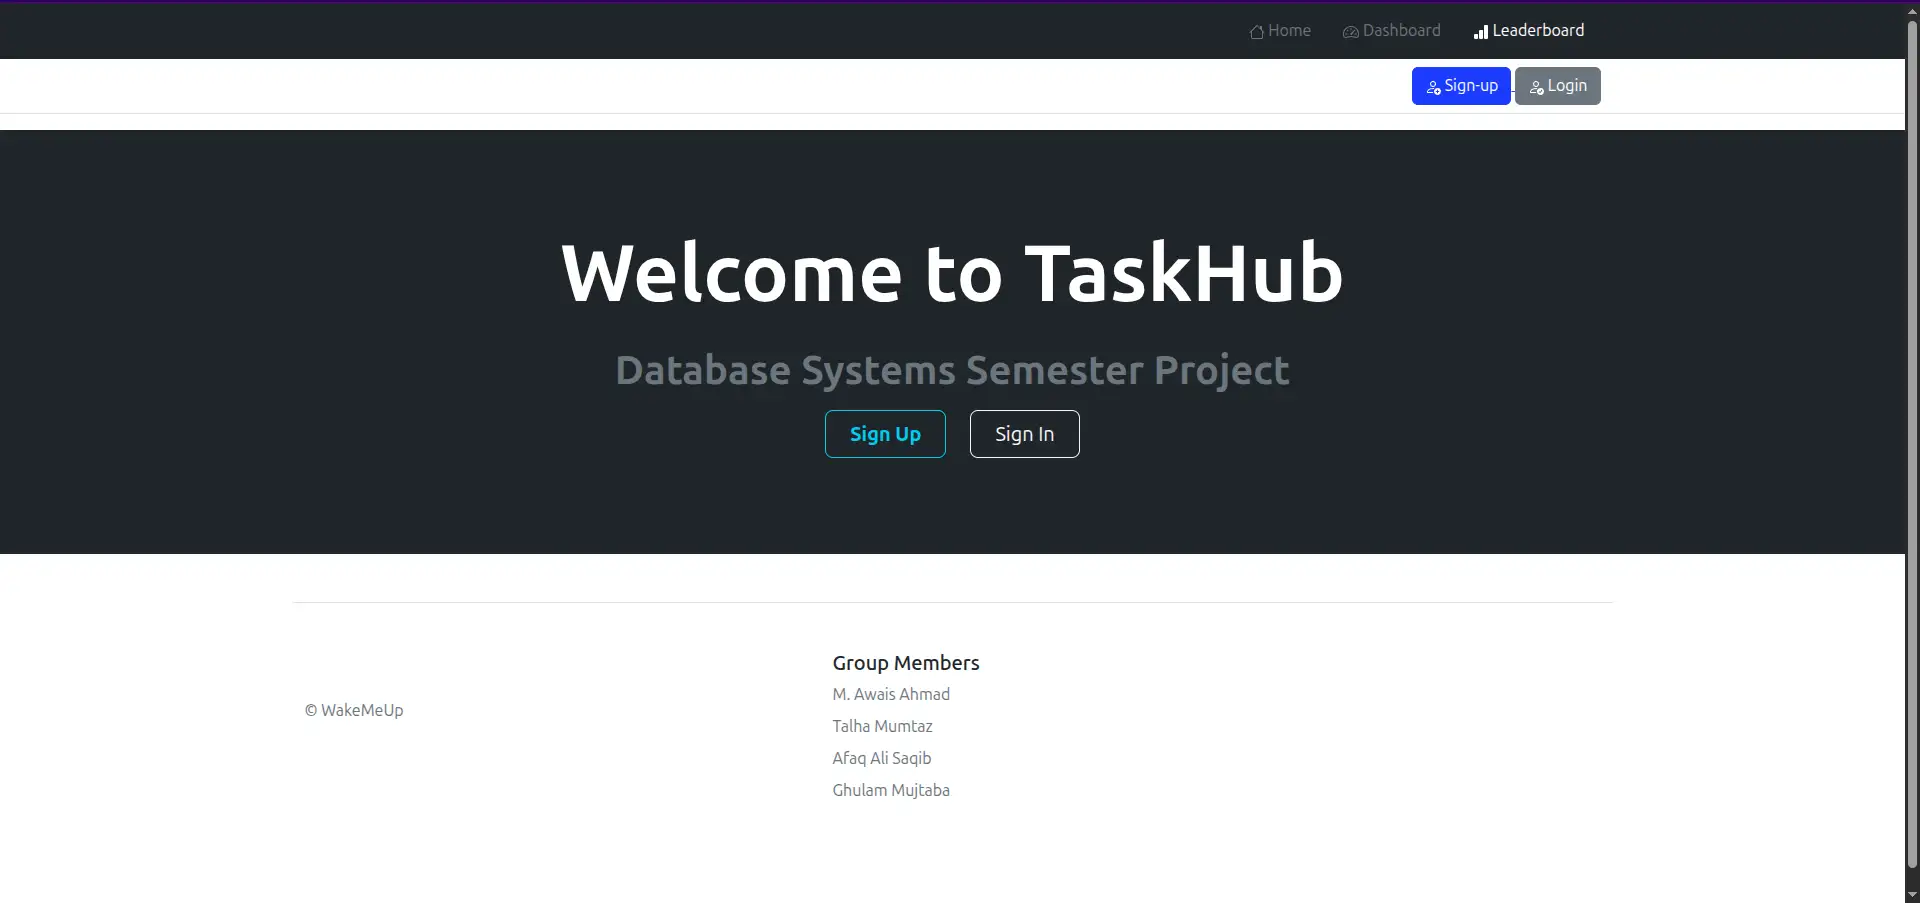 Home Dashboard Leaderboard
Sign-up Login
Welcome to TaskHub
Database Systems Semester Project
Sign Up Sign In
© WakeMeUp
Group Members
M. Awais Ahmad
Talha Mumtaz
Afaq Ali Saqib
Ghulam Mujtaba